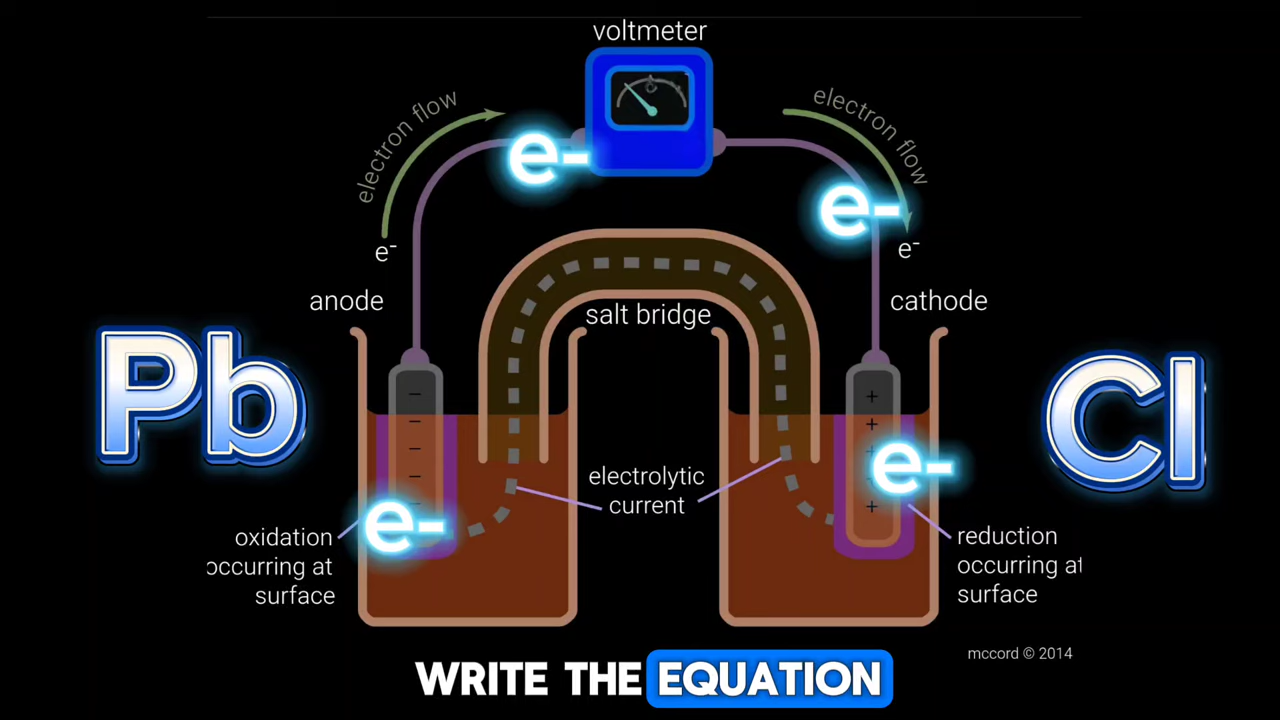 voltmeter
electron flow
electron flow
e-
e-
e-
e-
anode
salt bridge
cathode
Pb
Cl
e-
e-
electrolytic
current
oxidation
occurring at
surface
reduction
occurring at
surface
mccord © 2014
WRITE THE EQUATION